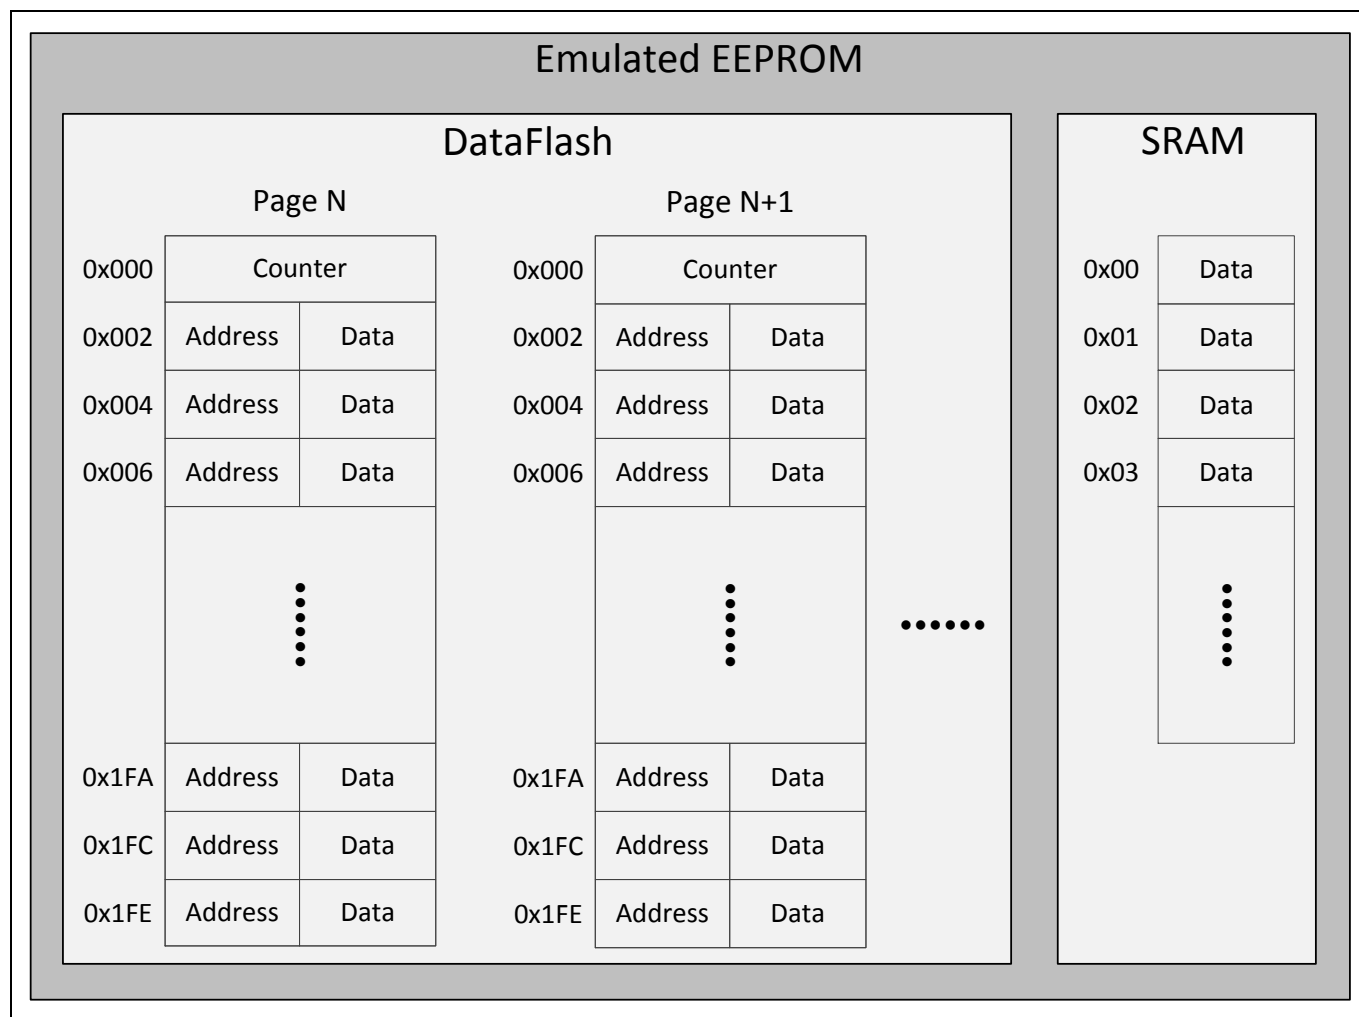 Emulated EEPROM
DataFlash
SRAM
Page N
Page N+1
0x000 Counter 0x000 Counter 0x00 Data
0x002 Address Data 0x002 Address Data 0x01 Data
0x004 Address Data 0x004 Address Data 0x02 Data
0x006 Address Data 0x006 Address Data 0x03 Data
0x1FA Address Data 0x1FA Address Data
0x1FC Address Data 0x1FC Address Data
0x1FE Address Data 0x1FE Address Data